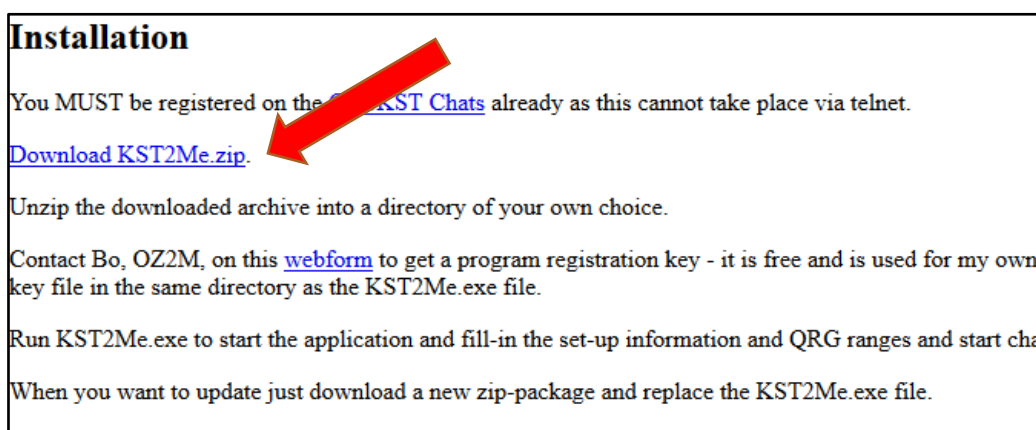 Installation
You MUST be registered on the KST Chats already as this cannot take place via telnet.
Download KST2Me.zip.
Unzip the downloaded archive into a directory of your own choice.
Contact Bo, OZ2M, on this webform to get a program registration key - it is free and is used for my own
key file in the same directory as the KST2Me.exe file.
Run KST2Me.exe to start the application and fill-in the set-up information and QRG ranges and start cha
When you want to update just download a new zip-package and replace the KST2Me.exe file.